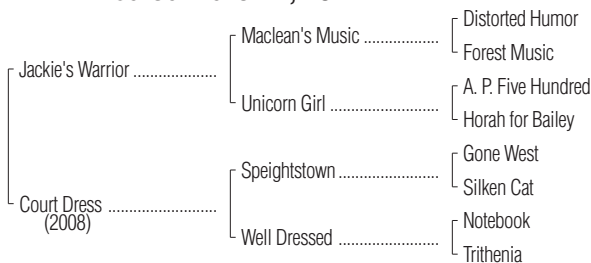 Distorted Humor
Maclean's Music ..................
Forest Music
Jackie's Warrior ....................
A. P. Five Hundred
Unicorn Girl ..........................
Horah for Bailey
Gone West
Speightstown ........................
Silken Cat
Court Dress ..........................
(2008)
Notebook
Well Dressed ........................
Trithenia